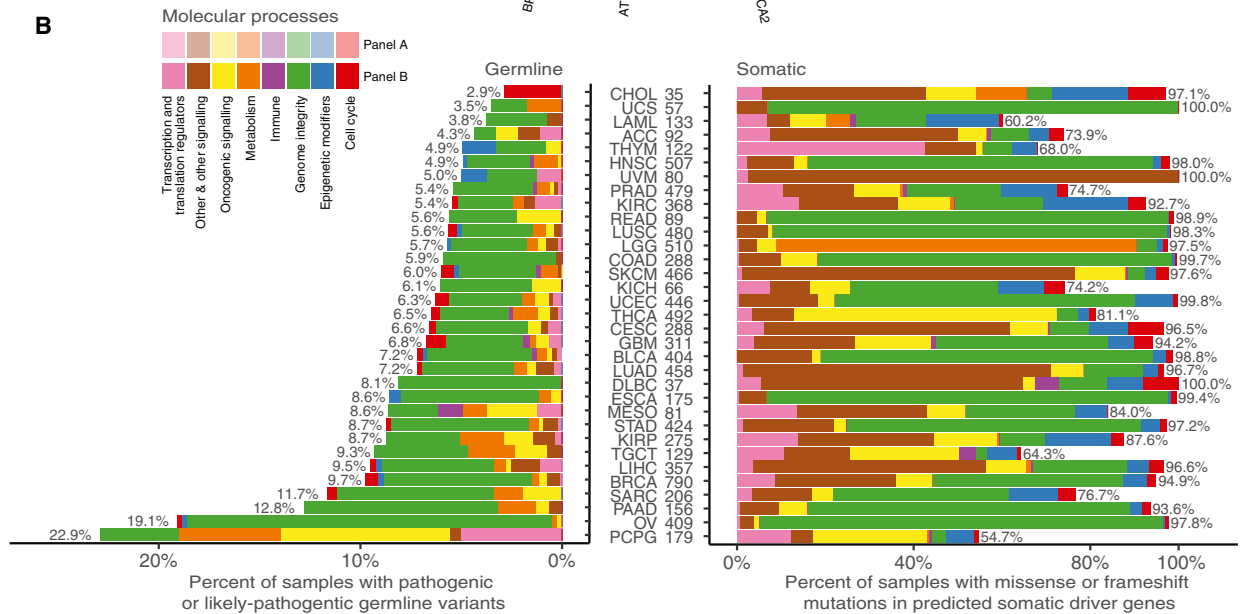 B
BR
AT
CA2
Molecular processes
Panel A
Panel B
Transcription and
translation regulators
Other & other signalling
Oncogenic signalling
Metabolism
Immune
Genome integrity
Epigenetic modifiers
Cell cycle
Germline
Somatic
2.9% CHOL 35 97.1%
3.5% UCS 57 100.0%
3.8% LAML 133 60.2%
4.3% ACC 92 73.9%
4.9% THYM 122 68.0%
4.9% HNSC 507 98.0%
5.0% UVM 80 100.0%
5.4% PRAD 479 74.7%
5.4% KIRC 368 92.7%
5.6% READ 89 98.9%
5.6% LUSC 480 98.3%
5.7% LGG 510 97.5%
5.9% COAD 288 99.7%
6.0% SKCM 466 97.6%
6.1% KICH 66 74.2%
6.3% UCEC 446 99.8%
6.5% THCA 492 81.1%
6.6% CESC 288 96.5%
6.8% GBM 311 94.2%
7.2% BLCA 404 98.8%
7.2% LUAD 458 96.7%
8.1% DLBC 37 100.0%
8.6% ESCA 175 99.4%
8.6% MESO 81 84.0%
8.7% STAD 424 97.2%
8.7% KIRP 275 87.6%
9.3% TGCT 129 64.3%
9.5% LIHC 357 96.6%
9.7% BRCA 790 94.9%
11.7% SARC 206 76.7%
12.8% PAAD 156 93.6%
19.1% OV 409 97.8%
22.9% PCPG 179 54.7%
20% 10% 0%
0% 40% 80% 100%
Percent of samples with pathogenic
or likely-pathogentic germline variants
Percent of samples with missense or frameshift
mutations in predicted somatic driver genes